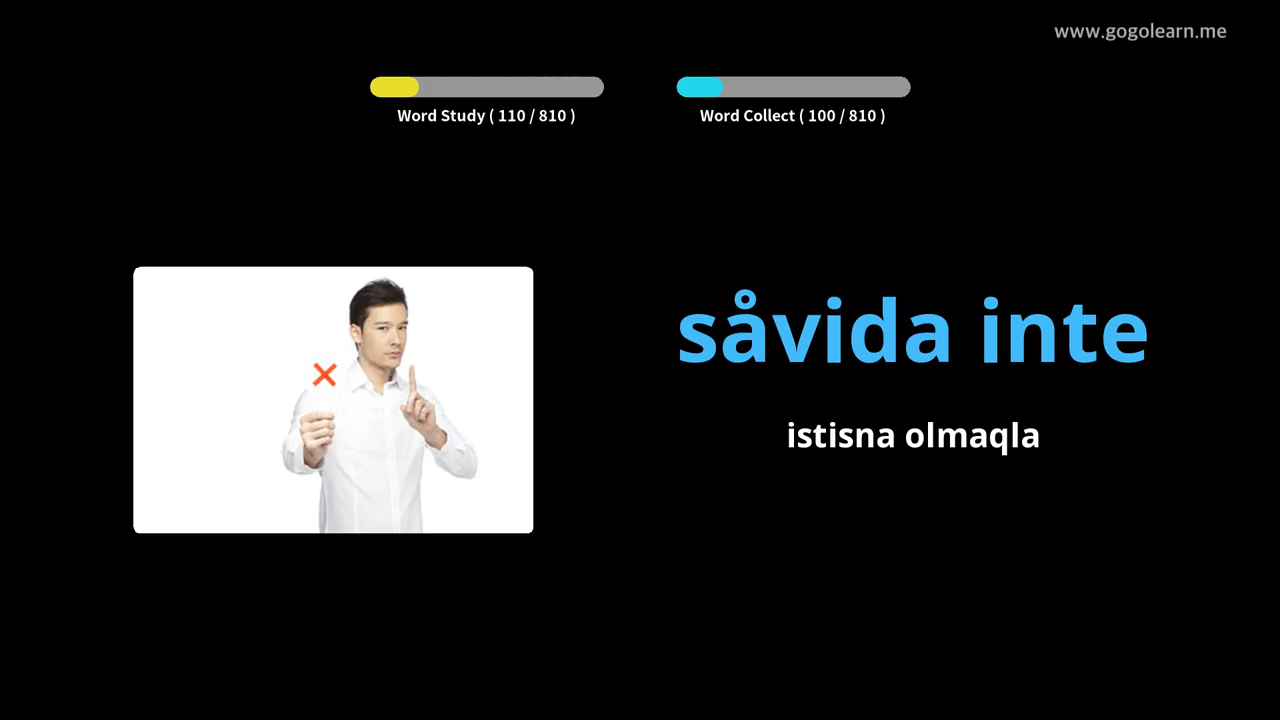 www.gogolearn.me
Word Study ( 110 / 810 )
Word Collect ( 100 / 810 )
såvida inte
istisna olmaqla